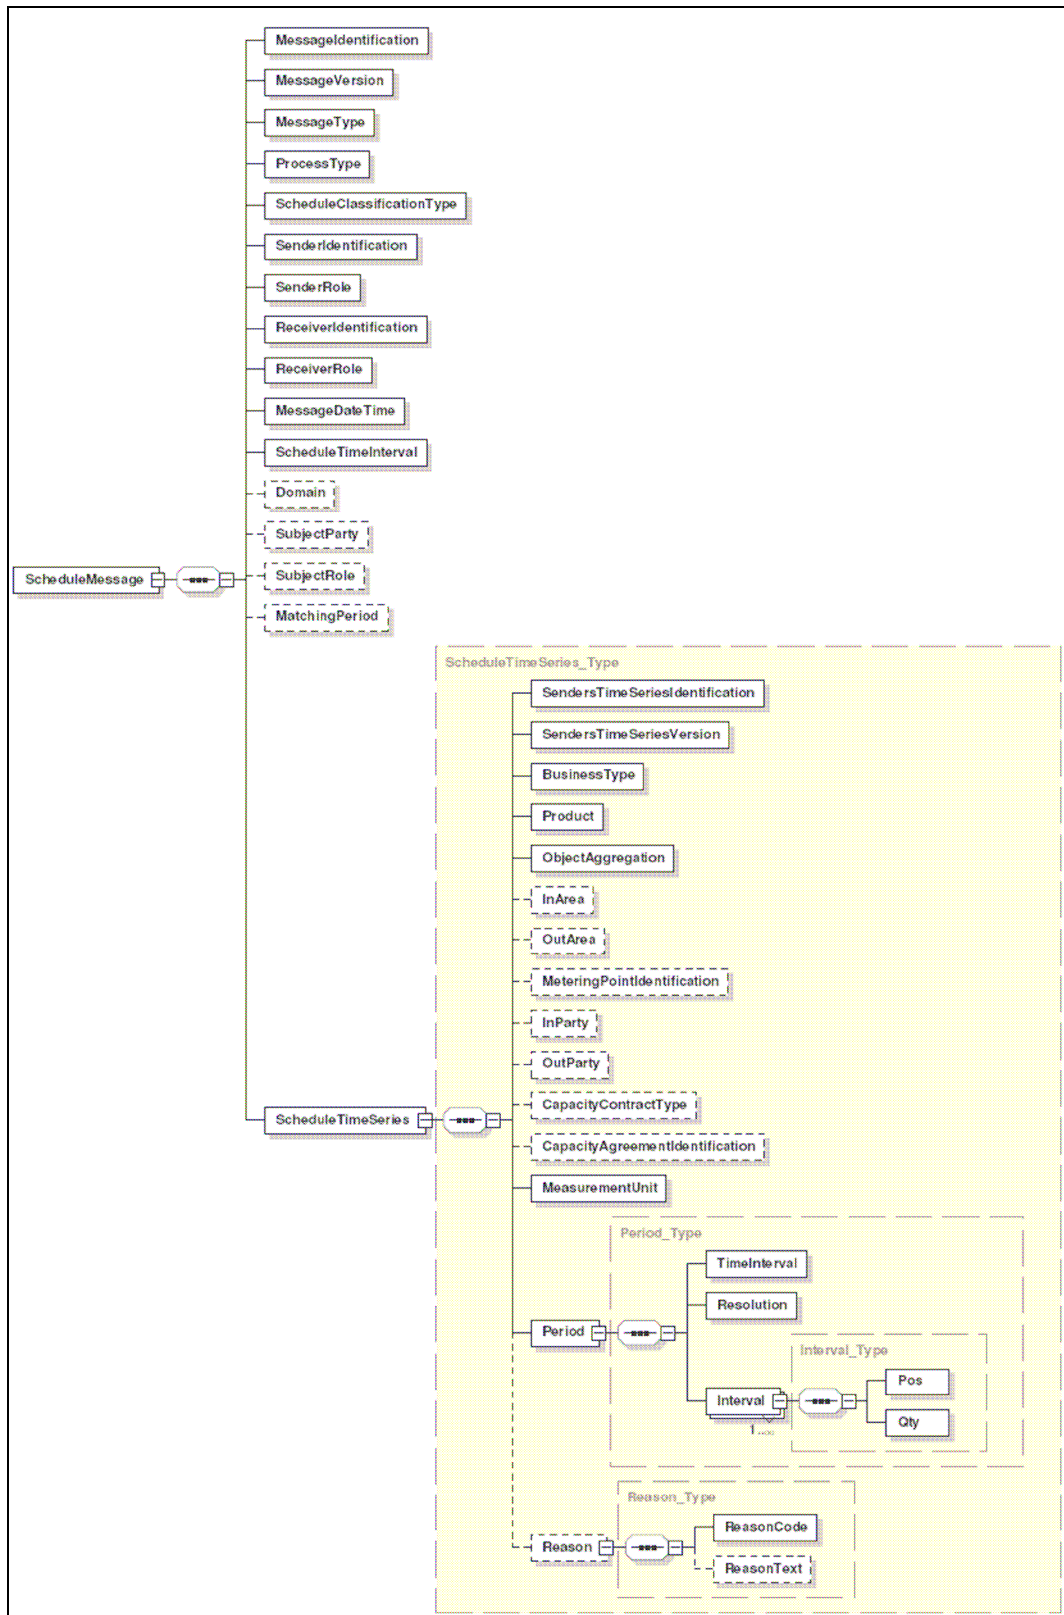 MessageIdentification
MessageVersion
MessageType
ProcessType
ScheduleClassificationType
SenderIdentification
SenderRole
ReceiverIdentification
ReceiverRole
MessageDateTime
ScheduleTimeInterval
Domain
SubjectParty
ScheduleMessage
SubjectRole
MatchingPeriod
ScheduleTimeSeries_Type
SendersTimeSeriesIdentification
SendersTimeSeriesVersion
BusinessType
Product
ObjectAggregation
InArea
OutArea
MeteringPointIdentification
InParty
OutParty
CapacityContractType
ScheduleTimeSeries
CapacityAgreementIdentification
MeasurementUnit
Period_Type
TimeInterval
Resolution
Period
Interval_Type
Pos
Interval
Qty
1..∞
Reason_Type
ReasonCode
Reason
ReasonText